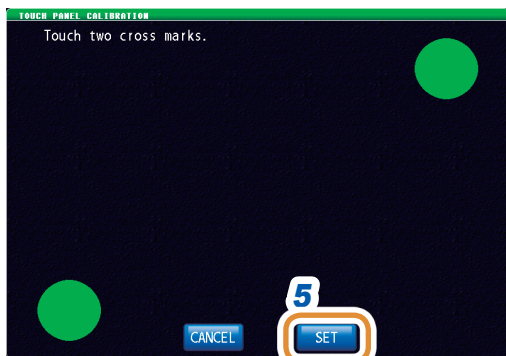 TOUCH PANEL CALIBRATION
Touch two cross marks.
5
CANCEL
SET